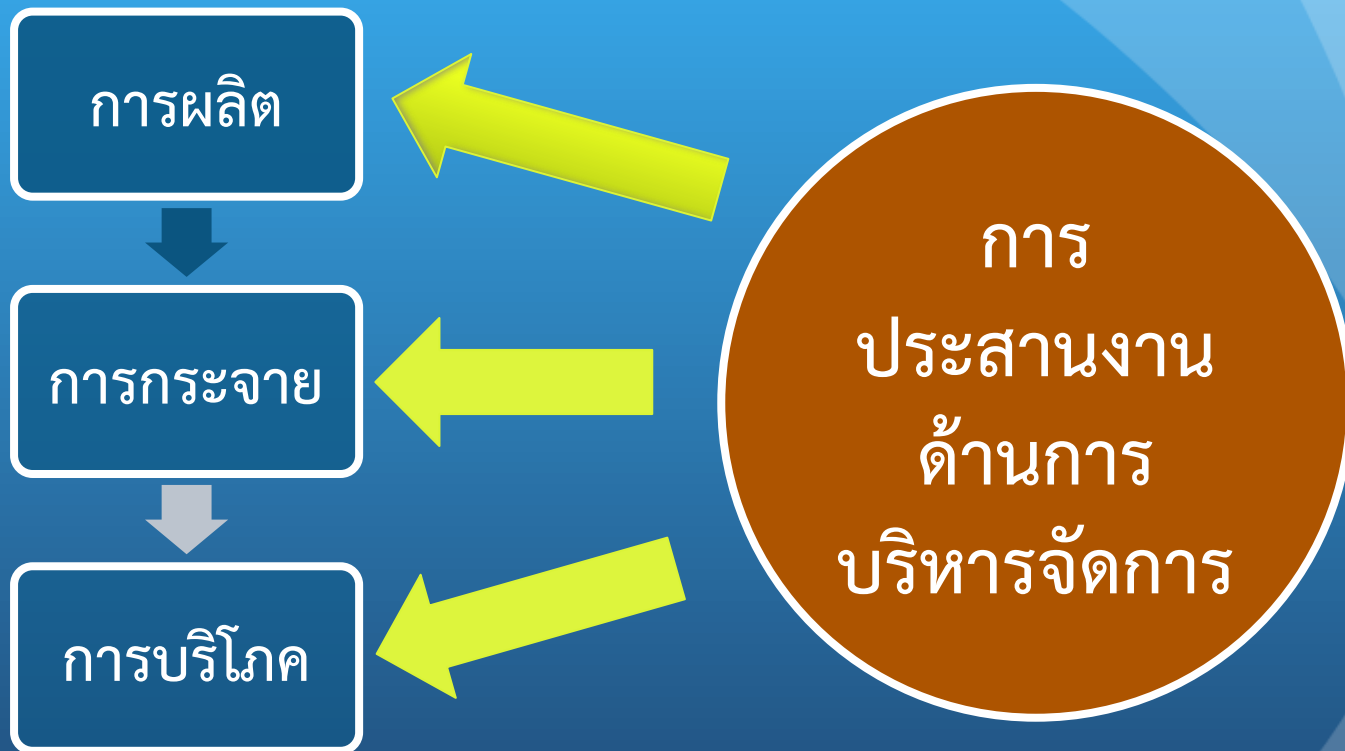 การผลิต
การกระจาย
การบริโภค
การ
ประสานงาน
ด้านการ
บริหารจัดการ